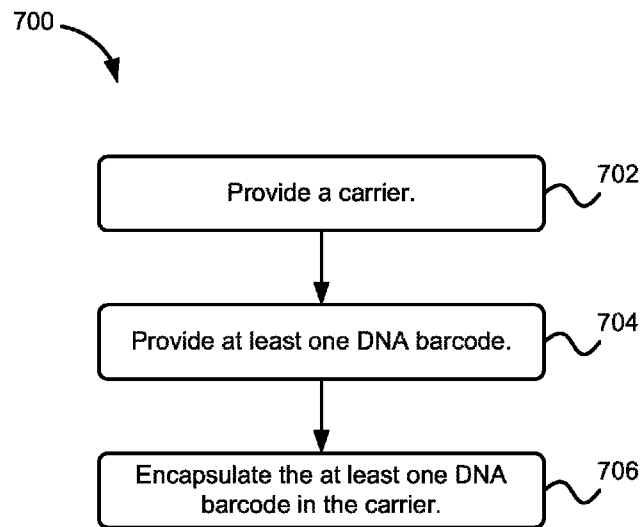 700
Provide a carrier.
702
Provide at least one DNA barcode.
704
Encapsulate the at least one DNA
barcode in the carrier.
706